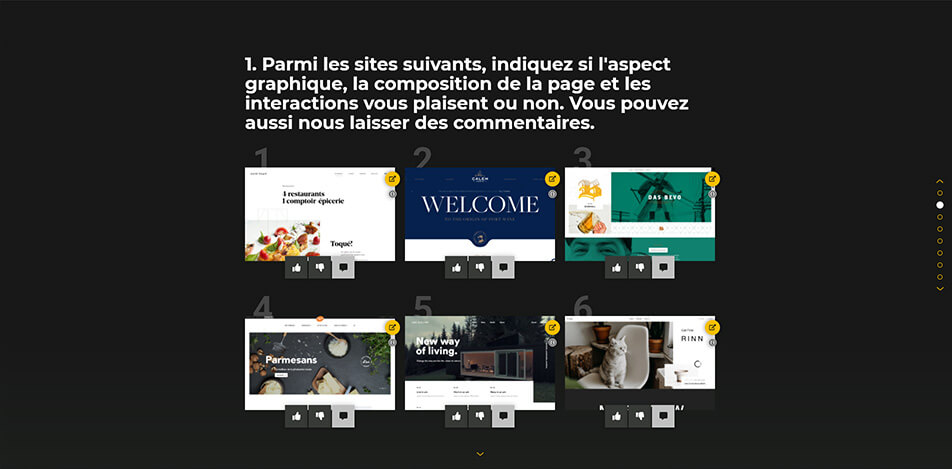 1. Parmi les sites suivants, indiquez si l'aspect
graphique, la composition de la page et les
interactions vous plaisent ou non. Vous pouvez
aussi nous laisser des commentaires.
1
2
3
4 restaurants
1 comptoir-épicerie
Toqué!
CALEM
WELCOME
TO THE ORIGIN OF PORT WINE
DAS BEVG
4
5
6
Parmesans
New way
of living.
RINN